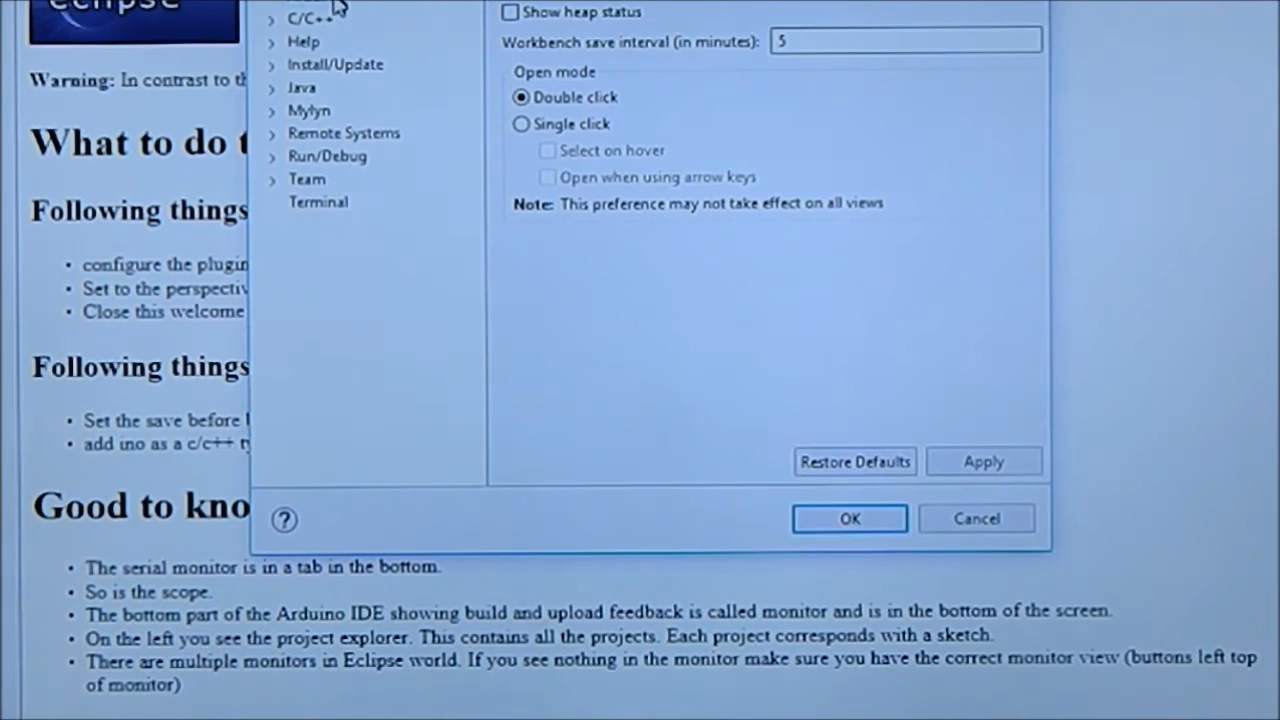 eclipse
Warning: In contrast to th
What to do t
Following things
• configure the plugin
• Set to the perspectiv
• Close this welcome
Following things
• Set the save before
• add ino as a c/c++ ty
Good to kno
• The serial monitor is in a tab in the bottom.
• So is the scope.
• The bottom part of the Arduino IDE showing build and upload feedback is called monitor and is in the bottom of the screen.
• On the left you see the project explorer. This contains all the projects. Each project corresponds with a sketch.
• There are multiple monitors in Eclipse world. If you see nothing in the monitor make sure you have the correct monitor view (buttons left top
of monitor)
C/C++
Help
Install/Update
Java
Mylyn
Remote Systems
Run/Debug
Team
Terminal
Show heap status
Workbench save interval (in minutes): 5
Open mode
Double click
Single click
Select on hover
Open when using arrow keys
Note: This preference may not take effect on all views
Restore Defaults Apply
? OK Cancel